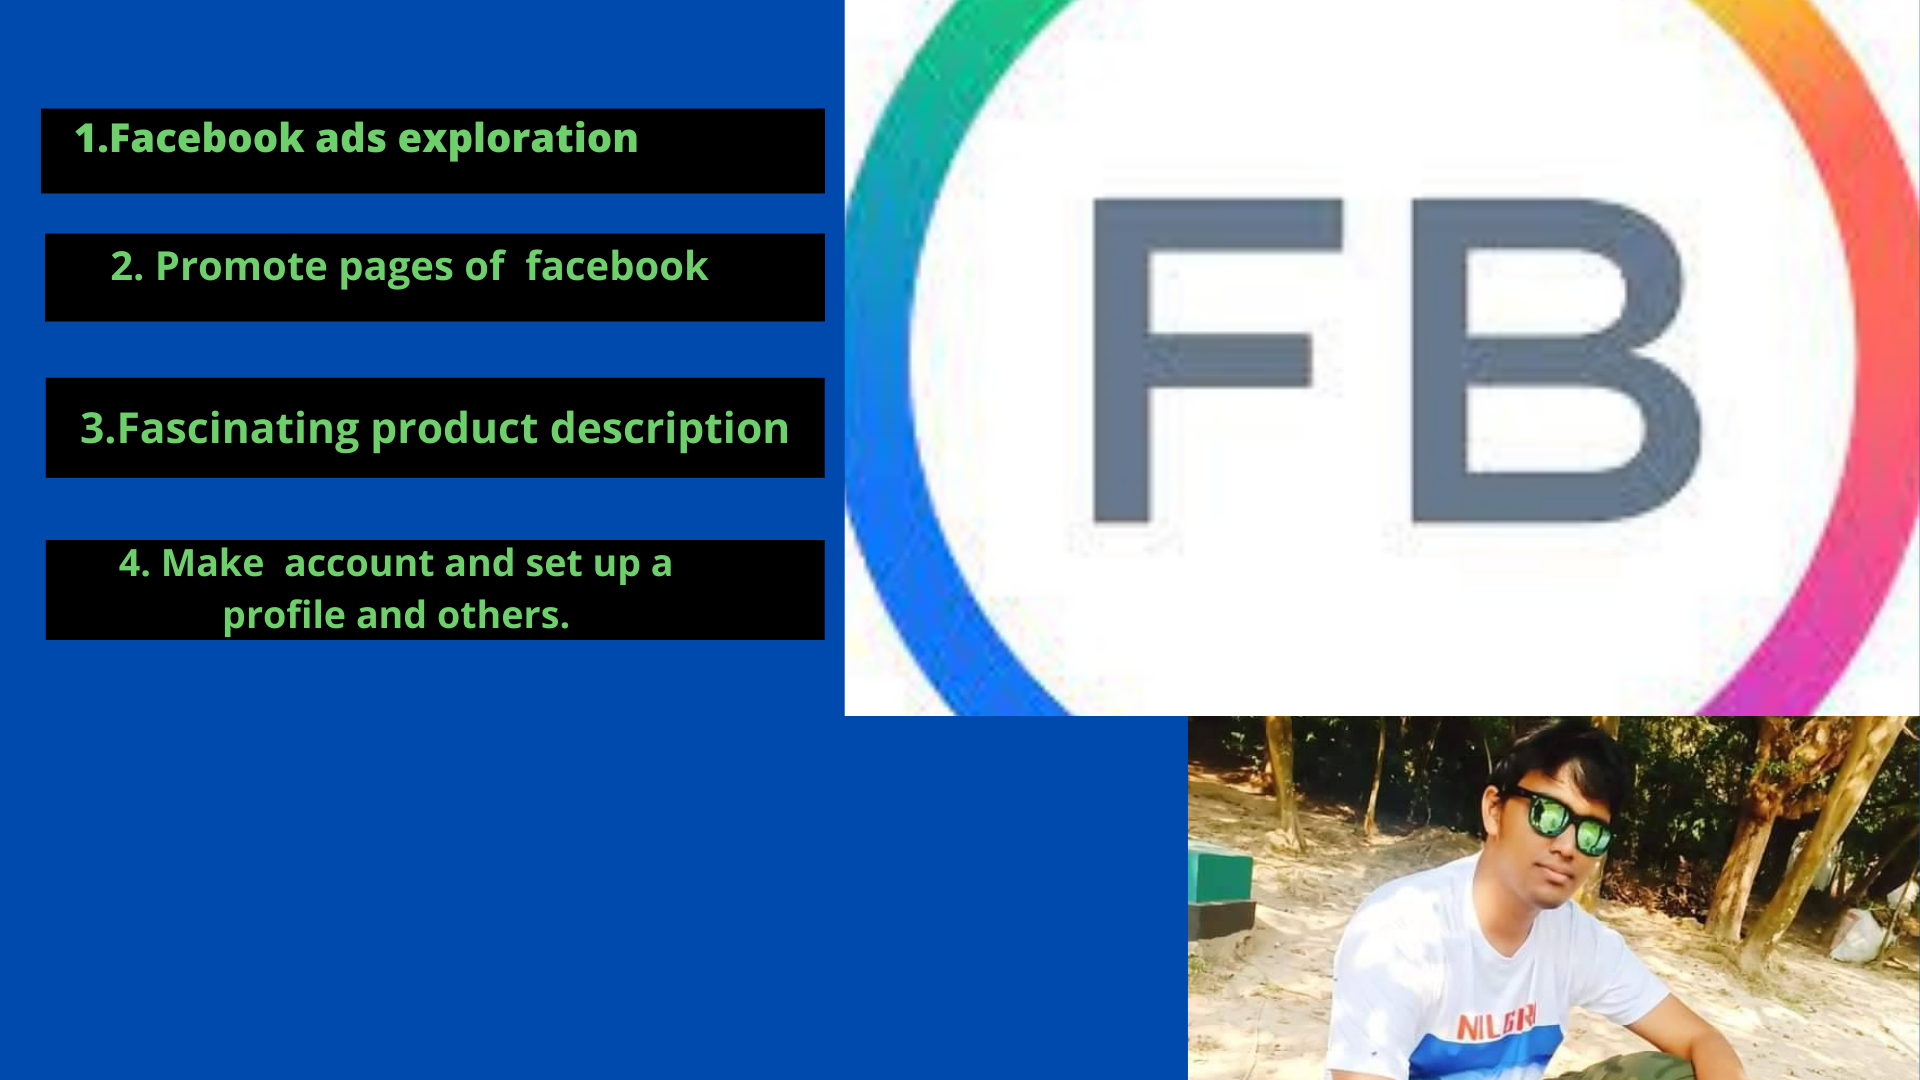 1.Facebook ads exploration
2. Promote pages of  facebook
3.Fascinating product description
4. Make  account and set up a
profile and others.
FB
NILGIRI